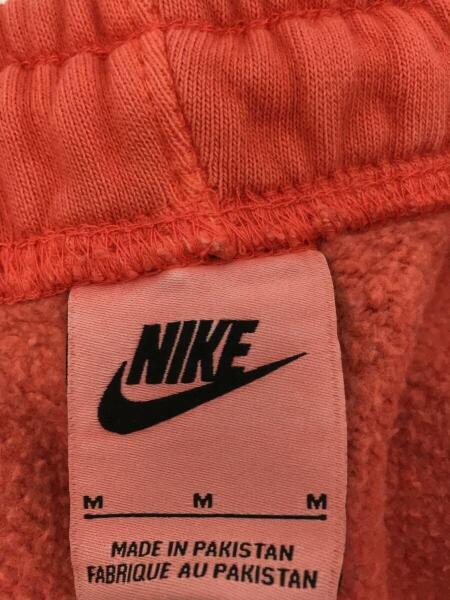 NIKE
M M M
MADE IN PAKISTAN
FABRIQUE AU PAKISTAN